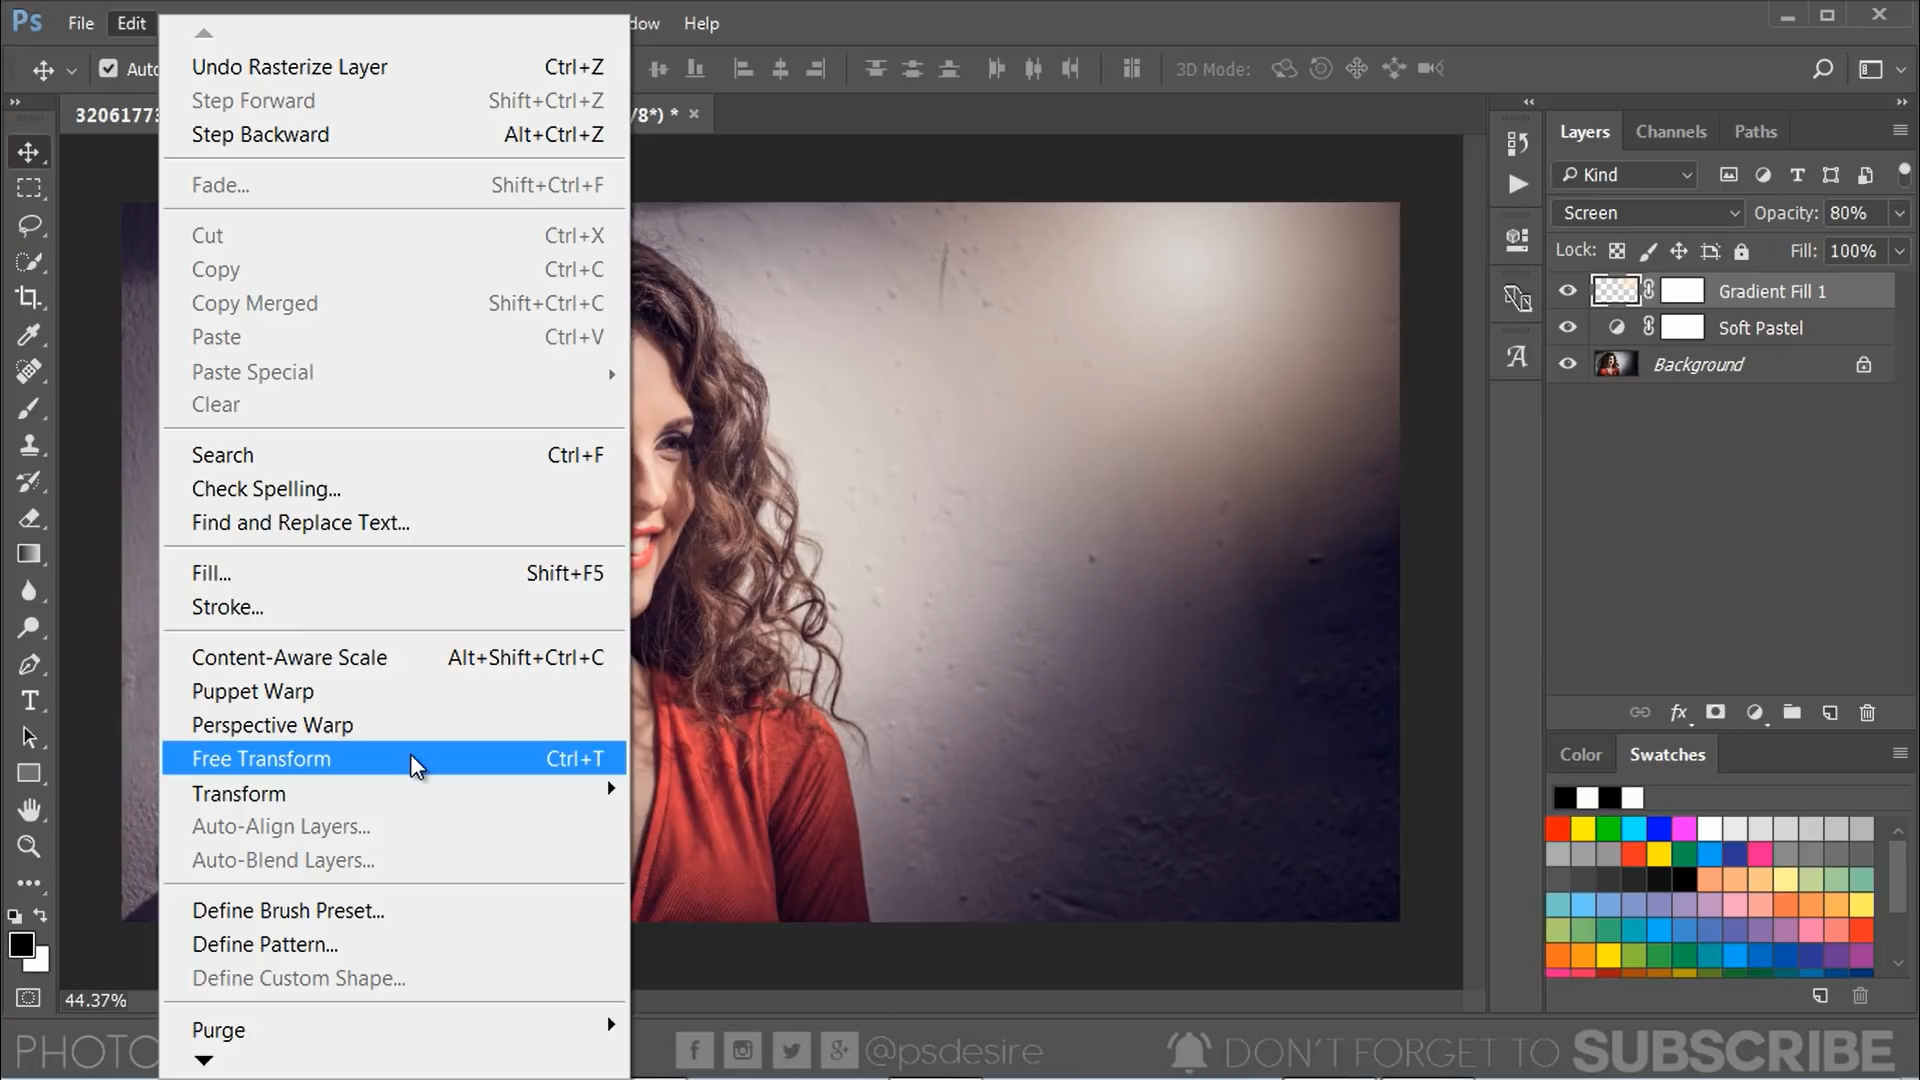 Ps File Edit dow Help
Auto 3D Mode:
32061773 /8*) * ×
Undo Rasterize Layer Ctrl+Z
Step Forward Shift+Ctrl+Z
Step Backward Alt+Ctrl+Z
Fade... Shift+Ctrl+F
Cut Ctrl+X
Copy Ctrl+C
Copy Merged Shift+Ctrl+C
Paste Ctrl+V
Paste Special
Clear
Search Ctrl+F
Check Spelling...
Find and Replace Text...
Fill... Shift+F5
Stroke...
Content-Aware Scale Alt+Shift+Ctrl+C
Puppet Warp
Perspective Warp
Free Transform Ctrl+T
Transform
Auto-Align Layers...
Auto-Blend Layers...
Define Brush Preset...
Define Pattern...
Define Custom Shape...
Purge
44.37%
Layers Channels Paths
Kind
Screen Opacity: 80%
Lock: Fill: 100%
Gradient Fill 1
Soft Pastel
Background
fx
Color Swatches
PHOTO @psdesire DON'T FORGET TO SUBSCRIBE